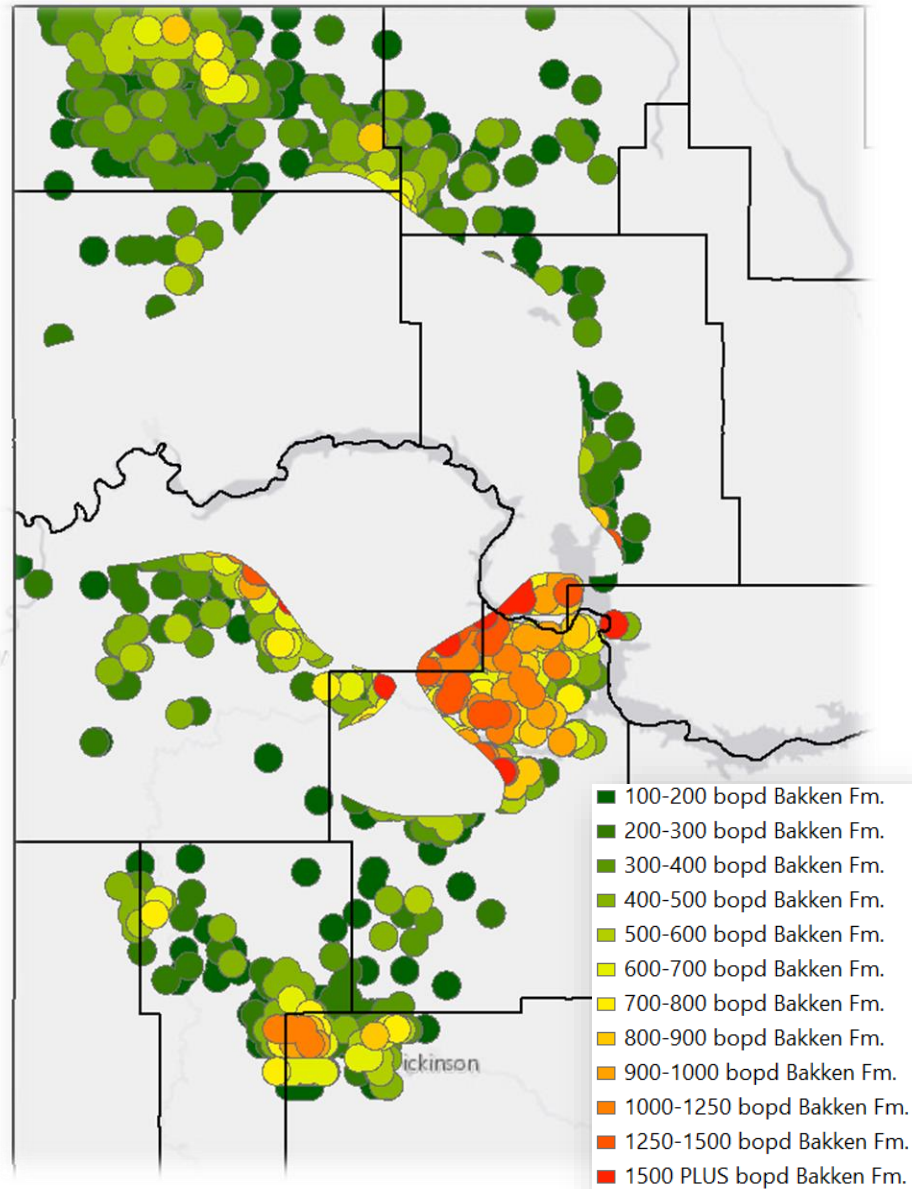 100-200 bopd Bakken Fm.
200-300 bopd Bakken Fm.
300-400 bopd Bakken Fm.
400-500 bopd Bakken Fm.
500-600 bopd Bakken Fm.
600-700 bopd Bakken Fm.
700-800 bopd Bakken Fm.
800-900 bopd Bakken Fm.
900-1000 bopd Bakken Fm.
ickinson
1000-1250 bopd Bakken Fm.
1250-1500 bopd Bakken Fm.
1500 PLUS bopd Bakken Fm.